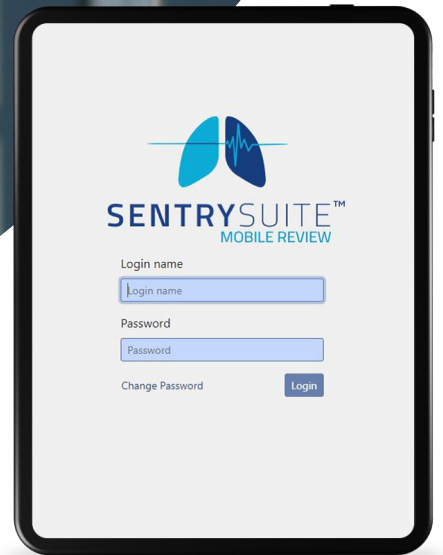 SENTRYSUITE™
MOBILE REVIEW
Login name
Login name
Password
Password
Change Password Login